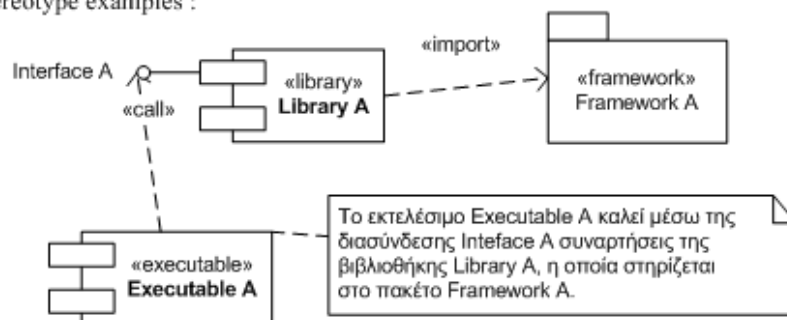 ereotype examples :
«import»
Interface A
«call»
«library»
Library A
«framework»
Framework A
«executable»
Executable A
Το εκτελέσιμο Executable A καλεί μέσω της
διασύνδεσης Inteface A συναρτήσεις της
βιβλιοθήκης Library A, η οποία στηρίζεται
στο πακέτο Framework A.